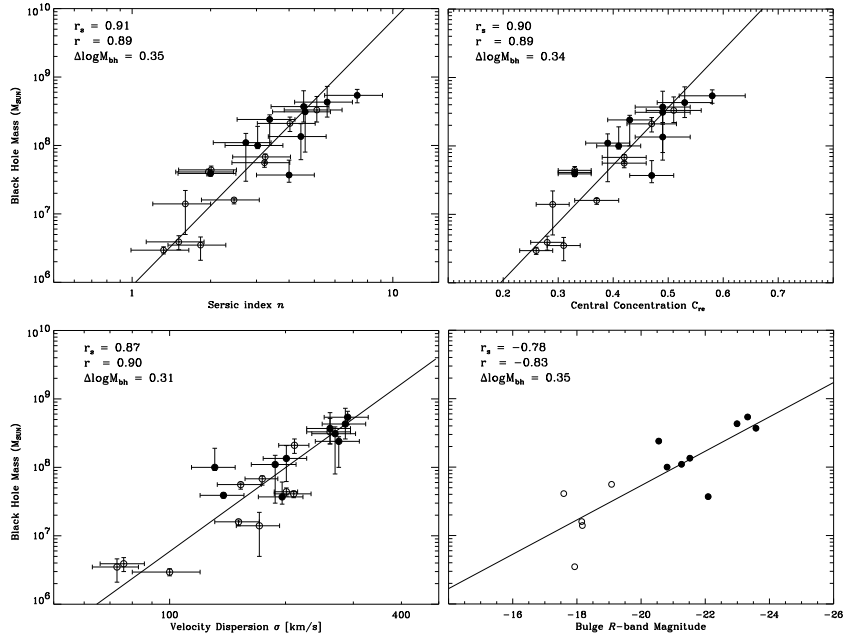 r_s = 0.91
r = 0.89
ΔlogM_bh = 0.35
Black Hole Mass (M_SUN)
10^10
10^9
10^8
10^7
10^6
1 10
Sersic index n
r_s = 0.90
r = 0.89
ΔlogM_bh = 0.34
0.2 0.3 0.4 0.5 0.6 0.7
Central Concentration C_re
r_s = 0.87
r = 0.90
ΔlogM_bh = 0.31
Black Hole Mass (M_SUN)
10^10
10^9
10^8
10^7
10^6
100 400
Velocity Dispersion σ [km/s]
r_s = −0.78
r = −0.83
ΔlogM_bh = 0.35
−16 −18 −20 −22 −24 −26
Bulge R-band Magnitude